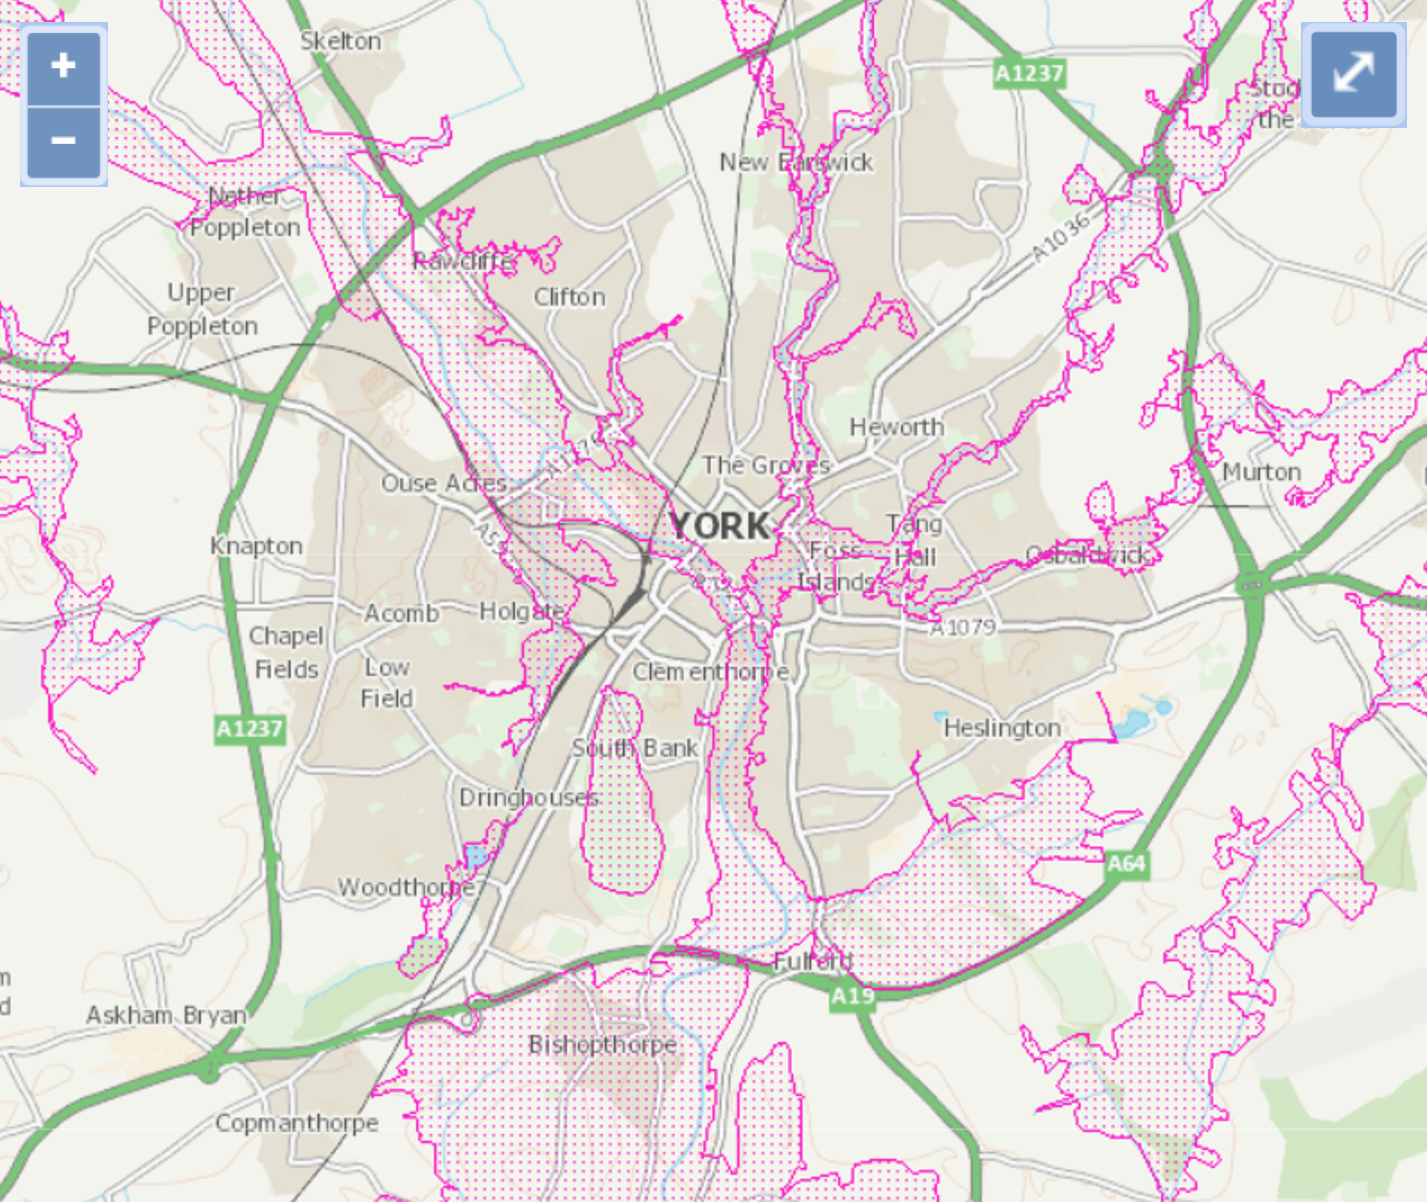 Skelton
+
A1237
Stod
the
−
New Earswick
Nether
Poppleton
A1036
Rawcliffe
Upper
Poppleton
Clifton
Heworth
The Groves
Murton
Ouse Acres
YORK
Tang
Hall
Foss
Islands
Osbaldwick
A59
Knapton
Acomb
Holgate
A1079
Chapel
Fields
Low
Field
Clementhorpe
A1237
South Bank
Heslington
Dringhouses
A64
Woodthorpe
Fulford
m
d
A19
Askham Bryan
Bishopthorpe
Copmanthorpe